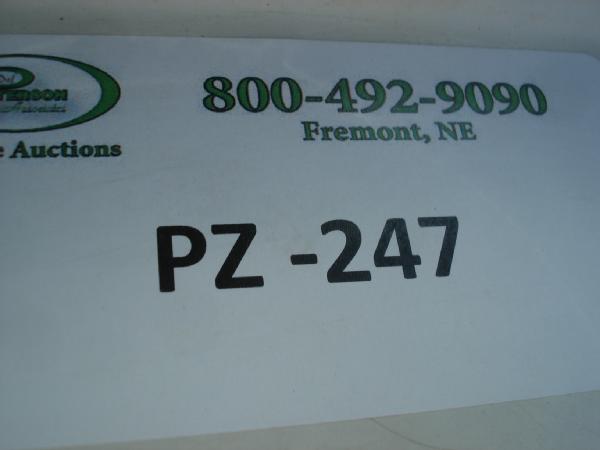 800-492-9090
Fremont, NE
Auctions
PZ -247